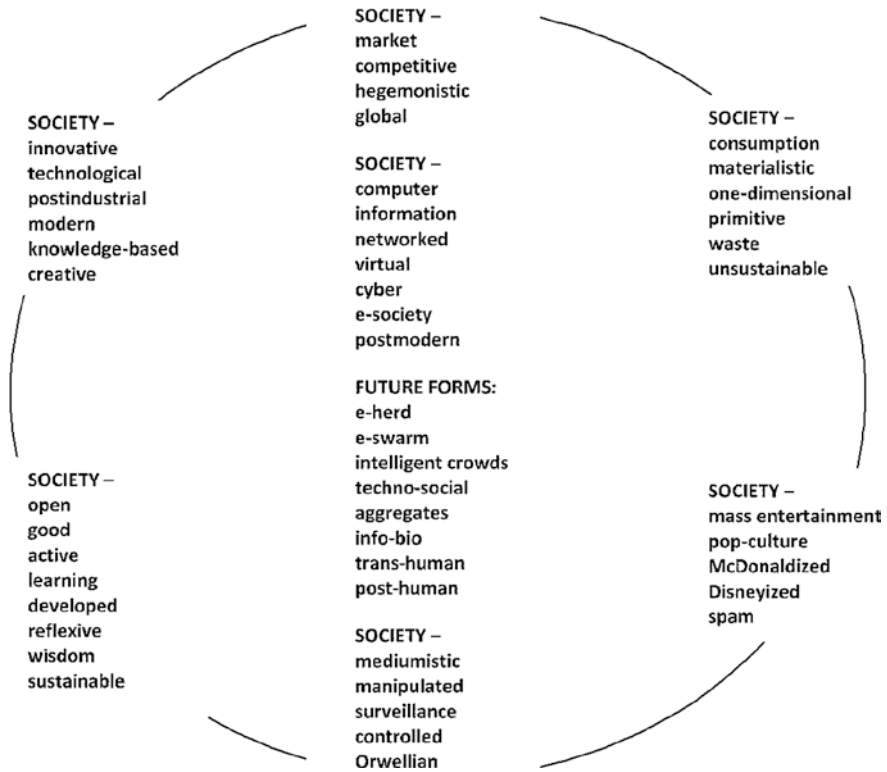 SOCIETY –
market
competitive
hegemonistic
global
SOCIETY –
innovative
technological
postindustrial
modern
knowledge-based
creative
SOCIETY –
computer
information
networked
virtual
cyber
e-society
postmodern
SOCIETY –
consumption
materialistic
one-dimensional
primitive
waste
unsustainable
FUTURE FORMS:
e-herd
e-swarm
intelligent crowds
techno-social
aggregates
info-bio
trans-human
post-human
SOCIETY –
open
good
active
learning
developed
reflexive
wisdom
sustainable
SOCIETY –
mass entertainment
pop-culture
McDonaldized
Disneyized
spam
SOCIETY –
mediumistic
manipulated
surveillance
controlled
Orwellian